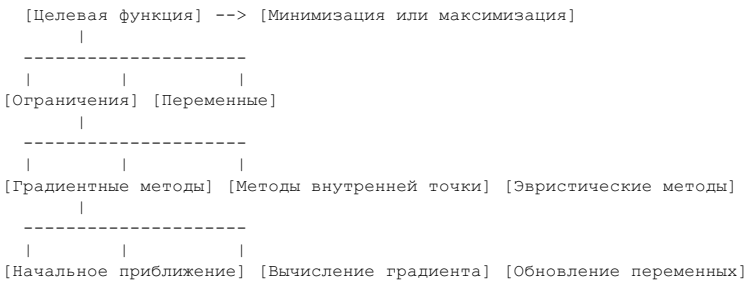 [Целевая функция] --> [Минимизация или максимизация]
|
---------------------
| | |
[Ограничения] [Переменные]
|
---------------------
| | |
[Градиентные методы] [Методы внутренней точки] [Эвристические методы]
|
---------------------
| | |
[Начальное приближение] [Вычисление градиента] [Обновление переменных]